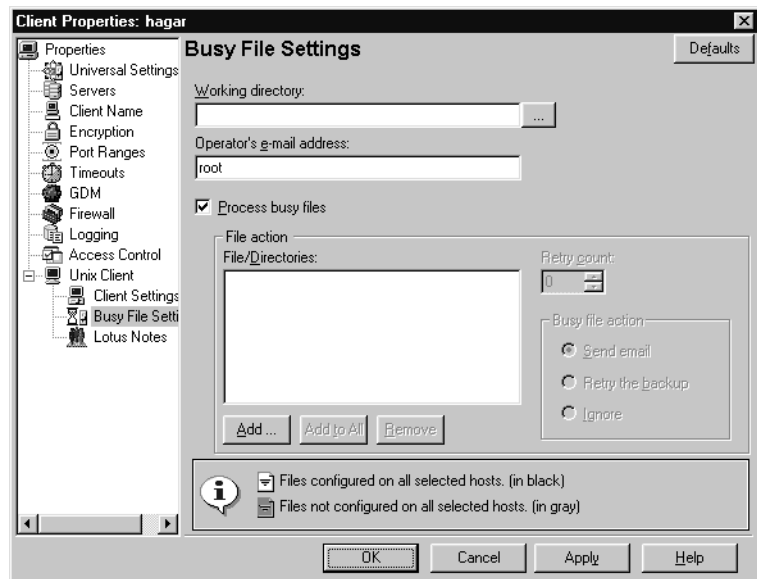 Client Properties: hagar
Properties
Universal Settings
Servers
Client Name
Encryption
Port Ranges
Timeouts
GDM
Firewall
Logging
Access Control
Unix Client
Client Settings
Busy File Setti
Lotus Notes
Busy File Settings
Defaults
Working directory:
...
Operator's e-mail address:
root
Process busy files
File action
File/Directories:
Retry count:
0
Busy file action
Send email
Retry the backup
Ignore
Add ...
Add to All
Remove
Files configured on all selected hosts. (in black)
Files not configured on all selected hosts. (in gray)
OK
Cancel
Apply
Help